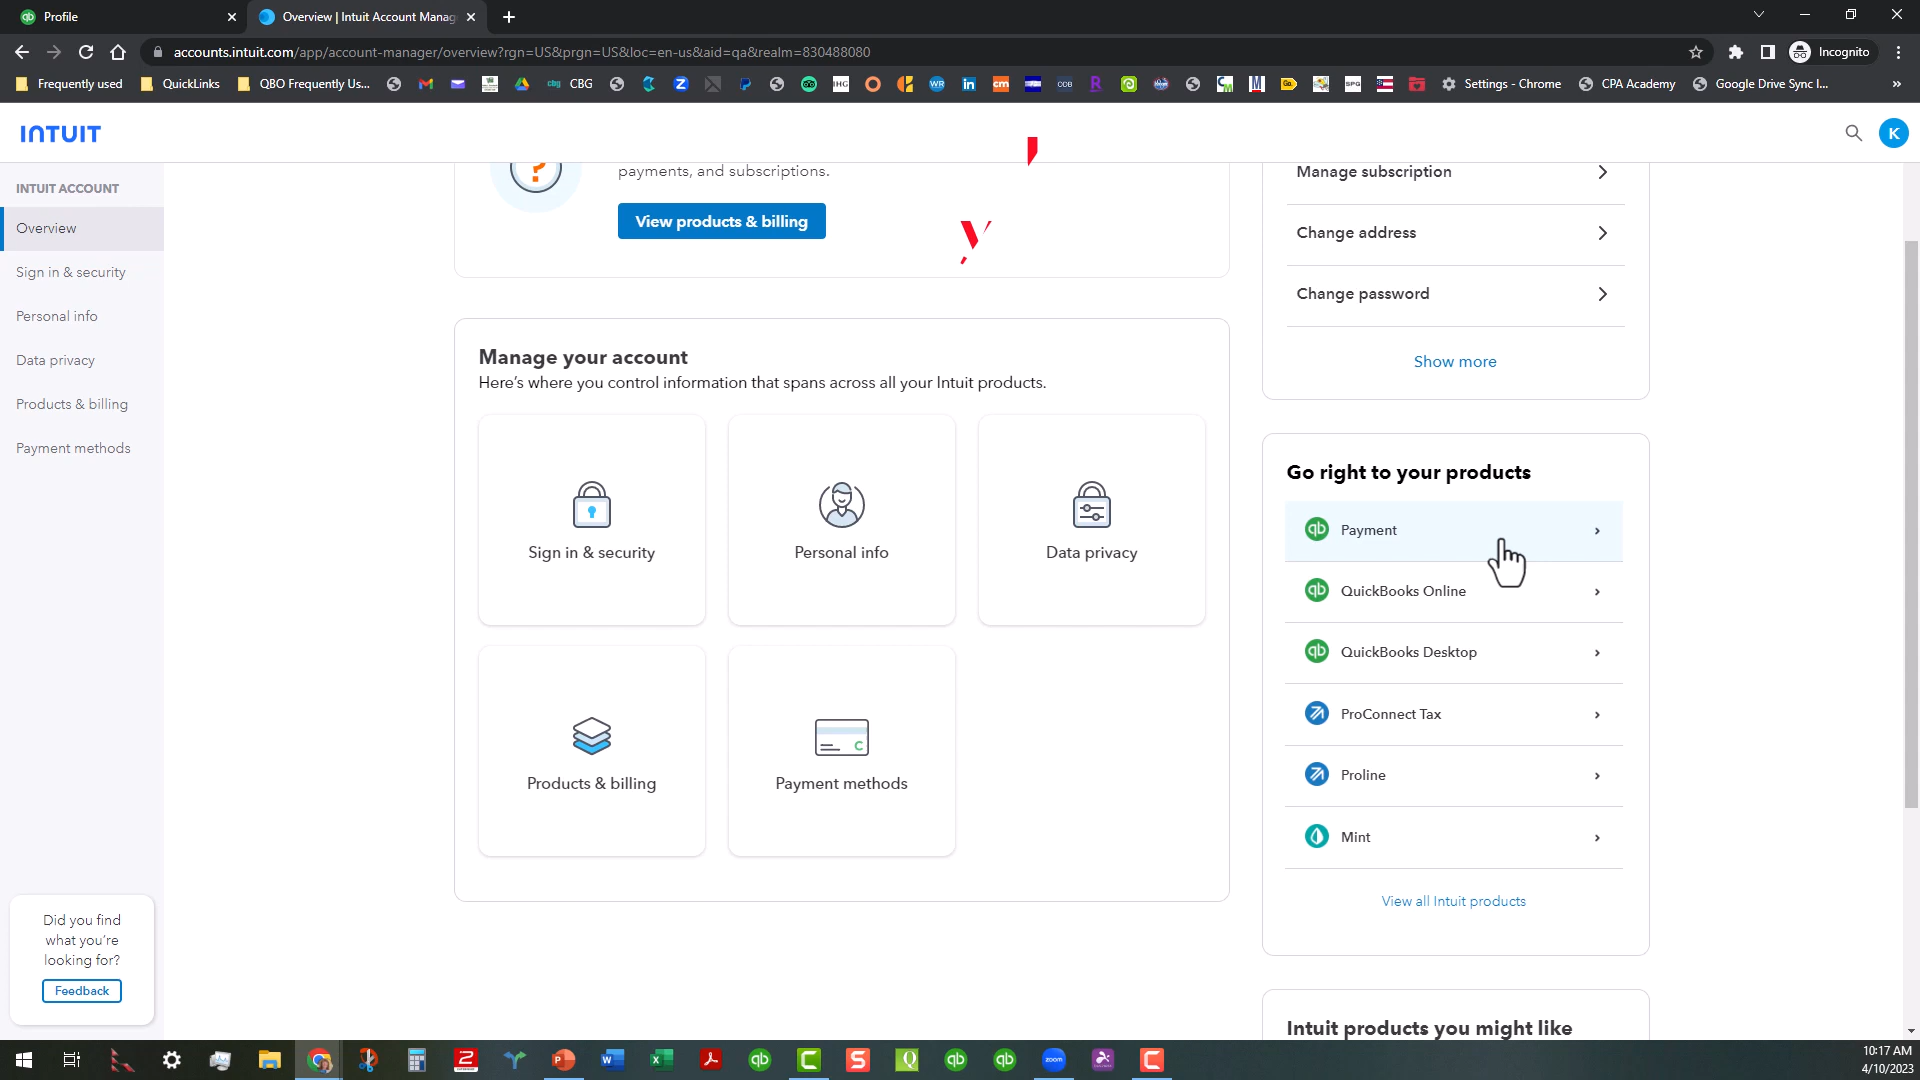 Profile
Overview | Intuit Account Manag
accounts.intuit.com/app/account-manager/overview?rgn=US&prgn=US&loc=en-us&aid=qa&realm=830488080
Incognito
Frequently used
QuickLinks
QBO Frequently Us...
CBG
Settings - Chrome
CPA Academy
Google Drive Sync I...
INTUIT
K
INTUIT ACCOUNT
Overview
Sign in & security
Personal info
Data privacy
Products & billing
Payment methods
Did you find
what you're
looking for?
Feedback
payments, and subscriptions.
View products & billing
Manage your account
Here's where you control information that spans across all your Intuit products.
Sign in & security
Personal info
Data privacy
Products & billing
Payment methods
Manage subscription
Change address
Change password
Show more
Go right to your products
Payment
QuickBooks Online
QuickBooks Desktop
ProConnect Tax
Proline
Mint
View all Intuit products
Intuit products you might like
10:17 AM
4/10/2023